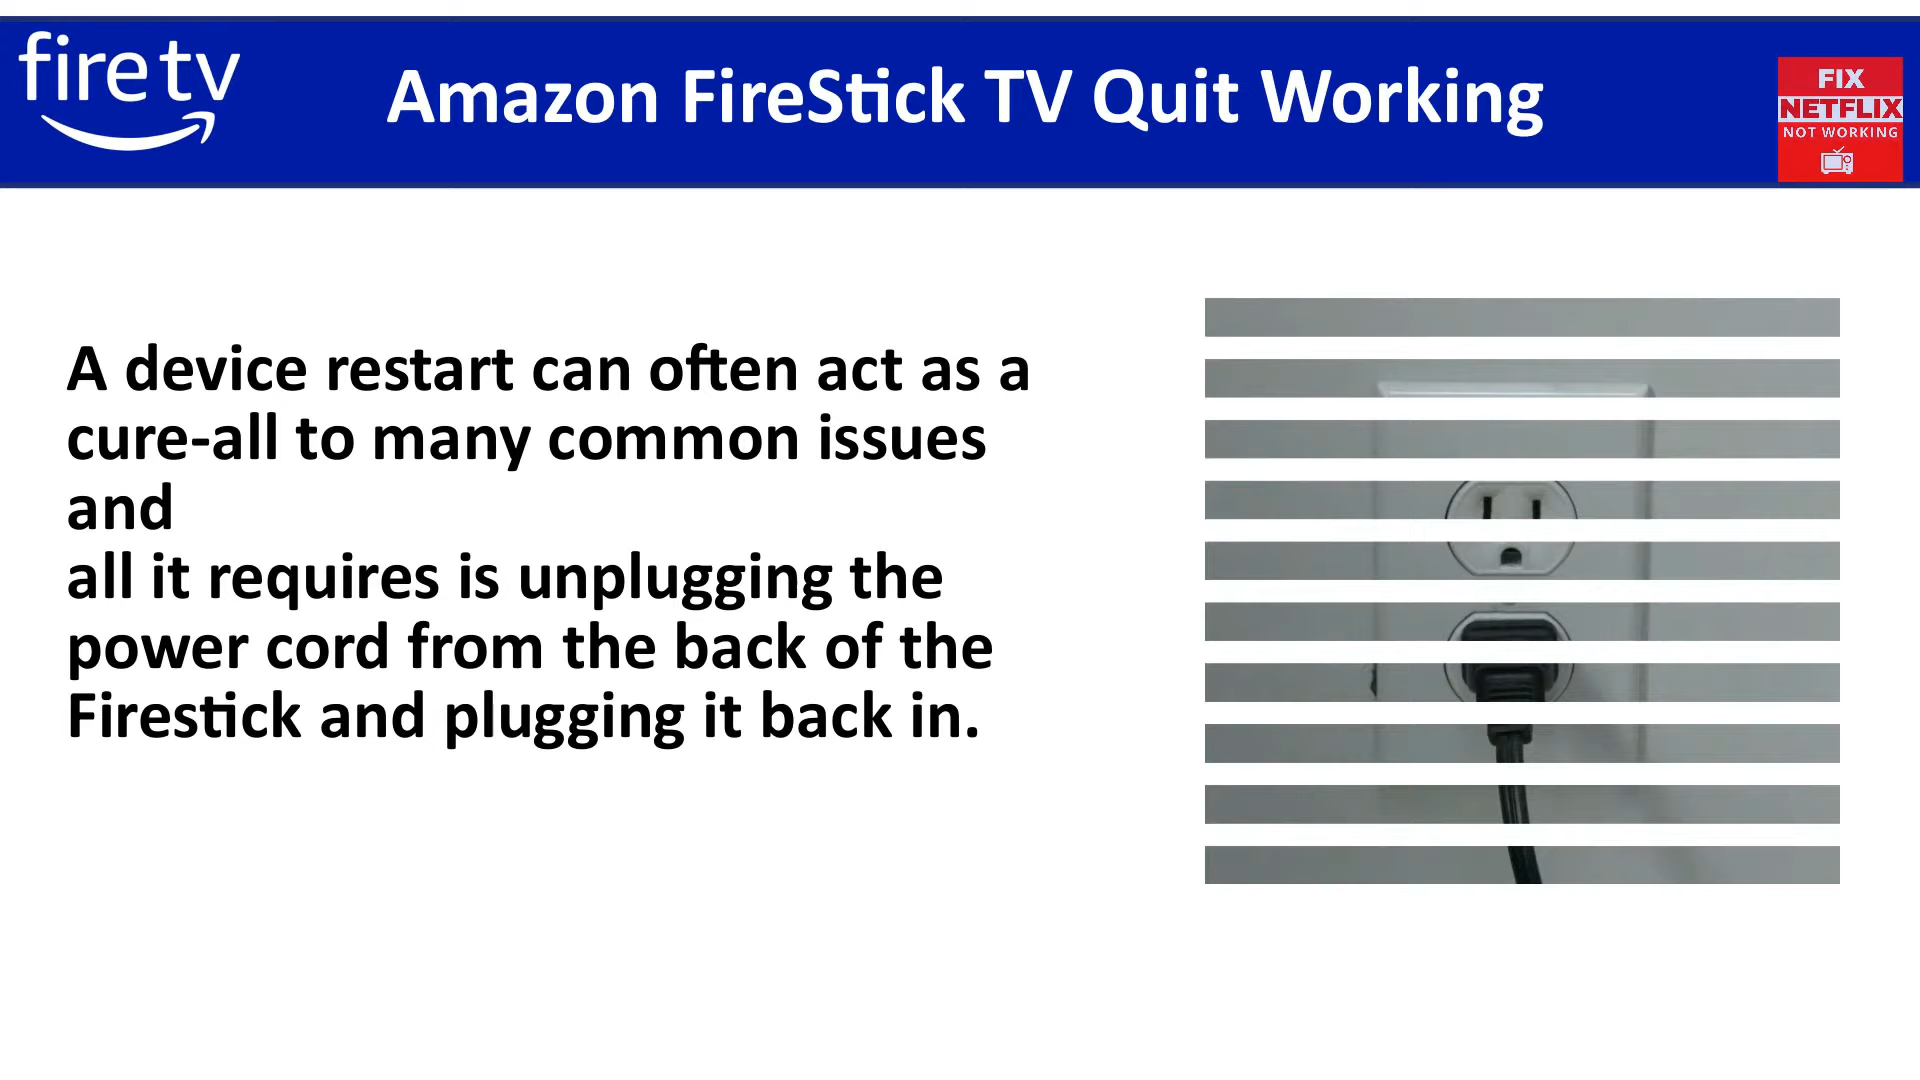 fire tv
Amazon FireStick TV Quit Working
FIX
NETFLIX
NOT WORKING
A device restart can often act as a
cure-all to many common issues
and
all it requires is unplugging the
power cord from the back of the
Firestick and plugging it back in.